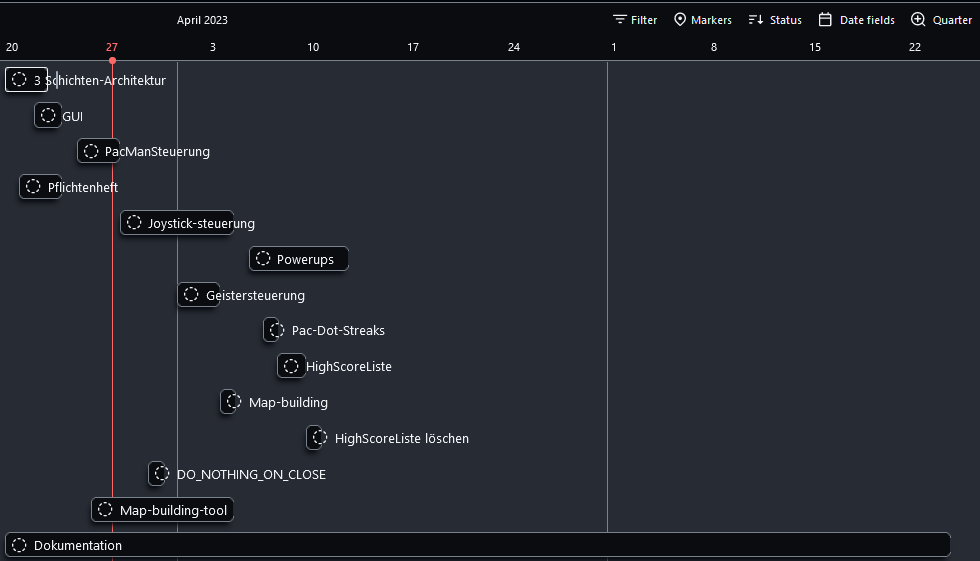 April 2023
Filter Markers Status Date fields Quarter
20 27 3 10 17 24 1 8 15 22
3 Schichten-Architektur
GUI
PacManSteuerung
Pflichtenheft
Joystick-steuerung
Powerups
Geistersteuerung
Pac-Dot-Streaks
HighScoreListe
Map-building
HighScoreListe löschen
DO_NOTHING_ON_CLOSE
Map-building-tool
Dokumentation